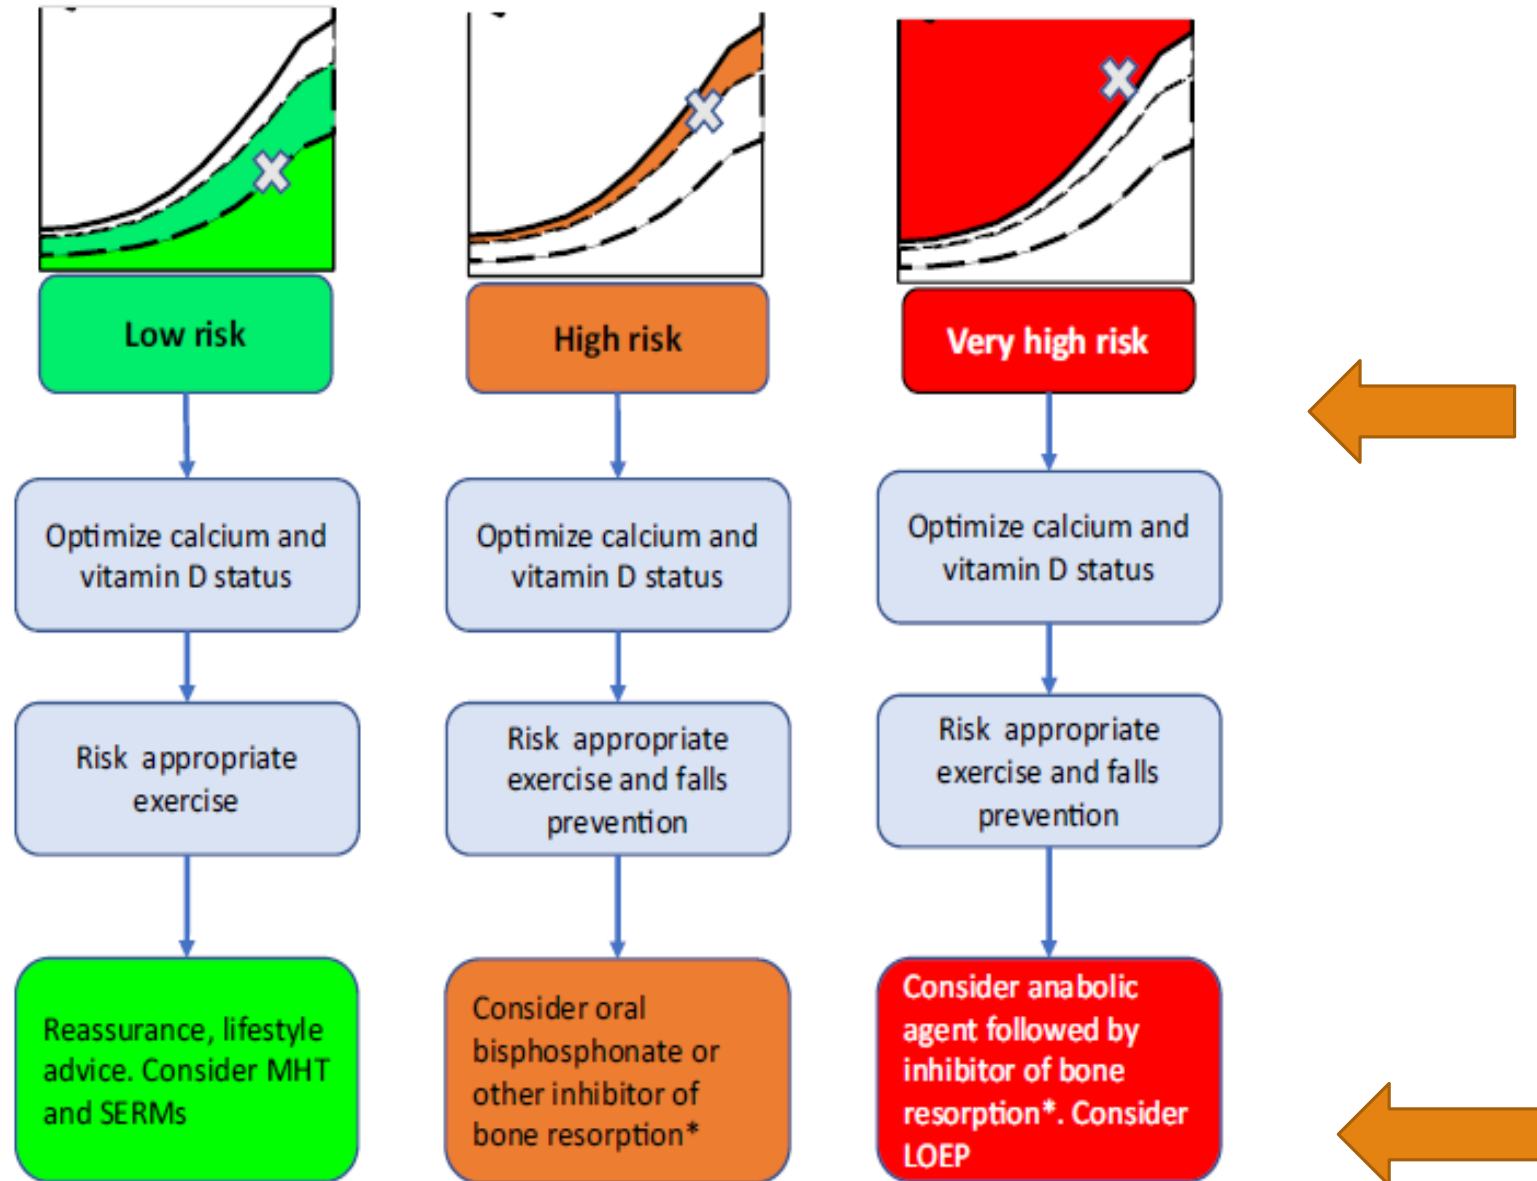 Low risk
High risk
Very high risk
Optimize calcium and
vitamin D status
Optimize calcium and
vitamin D status
Optimize calcium and
vitamin D status
Risk appropriate
exercise
Risk appropriate
exercise and falls
prevention
Risk appropriate
exercise and falls
prevention
Reassurance, lifestyle
advice. Consider MHT
and SERMs
Consider oral
bisphosphonate or
other inhibitor of
bone resorption*
Consider anabolic
agent followed by
inhibitor of bone
resorption*. Consider
LOEP